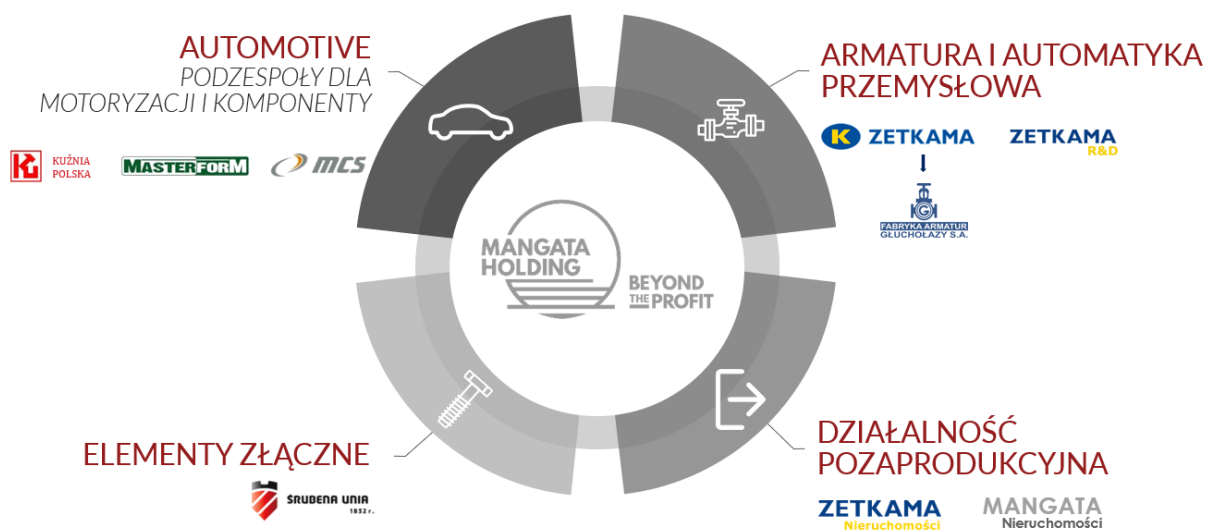 AUTOMOTIVE
PODZESPOŁY DLA
MOTORYZACJI I KOMPONENTY
KUŹNIA
POLSKA
MASTERFORM
MCS
ARMATURA I AUTOMATYKA
PRZEMYSŁOWA
K ZETKAMA
ZETKAMA
R&D
G
FABRYKA ARMATUR
GŁUCHOŁAZY S.A.
MANGATA
HOLDING
BEYOND
THE PROFIT
ELEMENTY ZŁĄCZNE
ŚRUBENA UNIA
1832 r.
DZIAŁALNOŚĆ
POZAPRODUKCYJNA
ZETKAMA
Nieruchomości
MANGATA
Nieruchomości